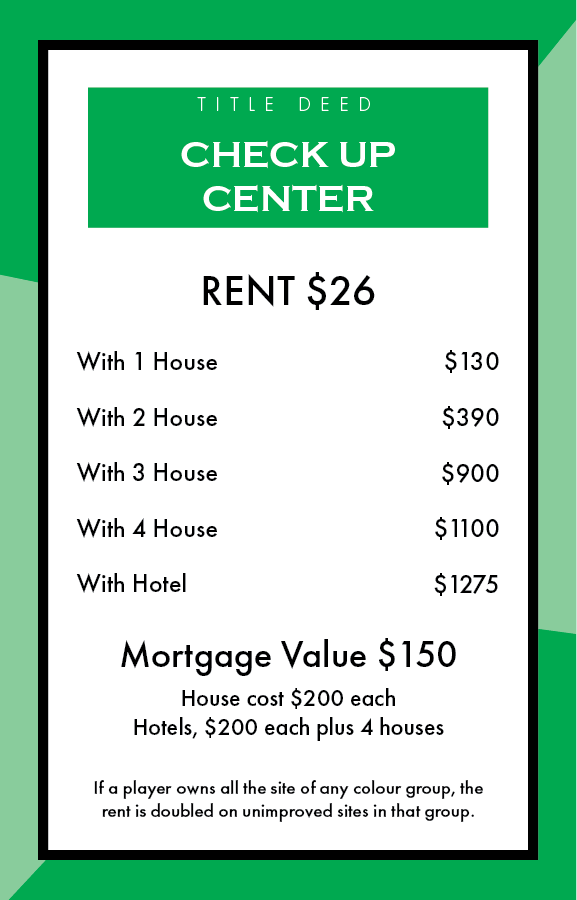 TITLE DEED
CHECK UP
CENTER
RENT $26
With 1 House $130
With 2 House $390
With 3 House $900
With 4 House $1100
With Hotel $1275
Mortgage Value $150
House cost $200 each
Hotels, $200 each plus 4 houses
If a player owns all the site of any colour group, the
rent is doubled on unimproved sites in that group.